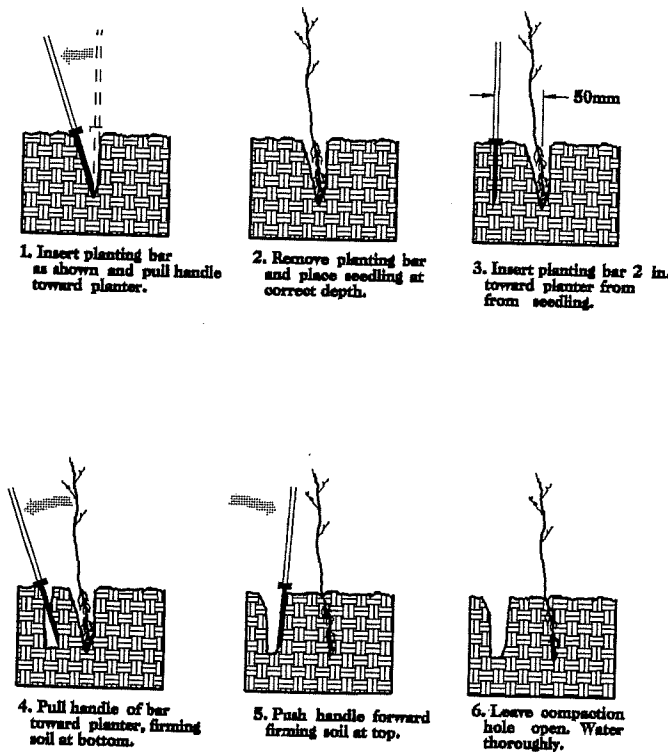 50mm
1. Insert planting bar
as shown and pull handle
toward planter.
2. Remove planting bar
and place seedling at
correct depth.
3. Insert planting bar 2 in.
toward planter from
from seedling.
4. Pull handle of bar
toward planter, firming
soil at bottom.
5. Push handle forward
firming soil at top.
6. Leave compaction
hole open. Water
thoroughly.